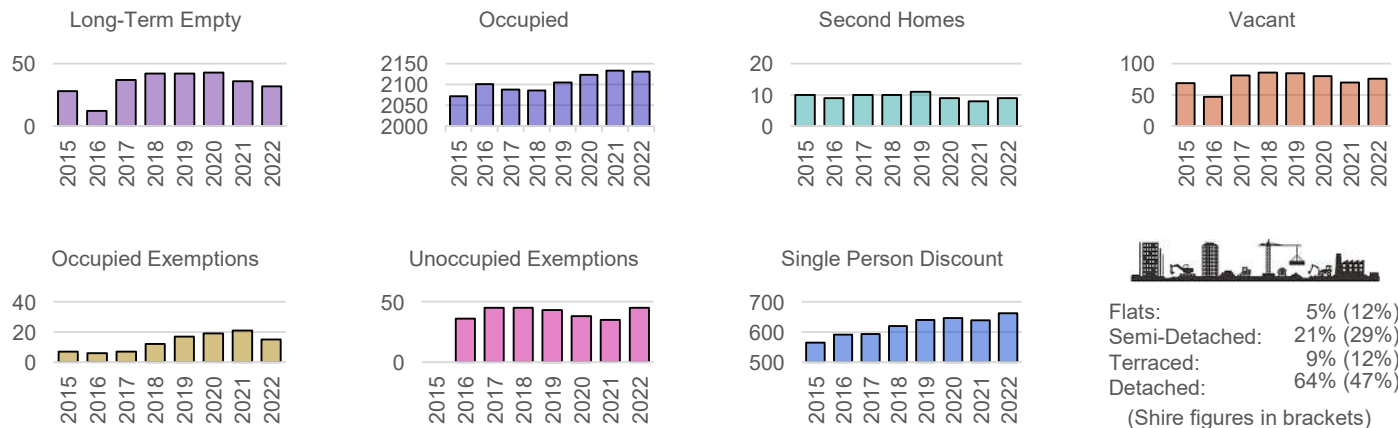 Long-Term Empty
50
0
2015 2016 2017 2018 2019 2020 2021 2022
Occupied
2150
2100
2050
2000
2015 2016 2017 2018 2019 2020 2021 2022
Second Homes
20
10
0
2015 2016 2017 2018 2019 2020 2021 2022
Vacant
100
50
0
2015 2016 2017 2018 2019 2020 2021 2022
Occupied Exemptions
40
20
0
2015 2016 2017 2018 2019 2020 2021 2022
Unoccupied Exemptions
50
0
2015 2016 2017 2018 2019 2020 2021 2022
Single Person Discount
700
600
500
2015 2016 2017 2018 2019 2020 2021 2022
Flats: 5% (12%)
Semi-Detached: 21% (29%)
Terraced: 9% (12%)
Detached: 64% (47%)
(Shire figures in brackets)